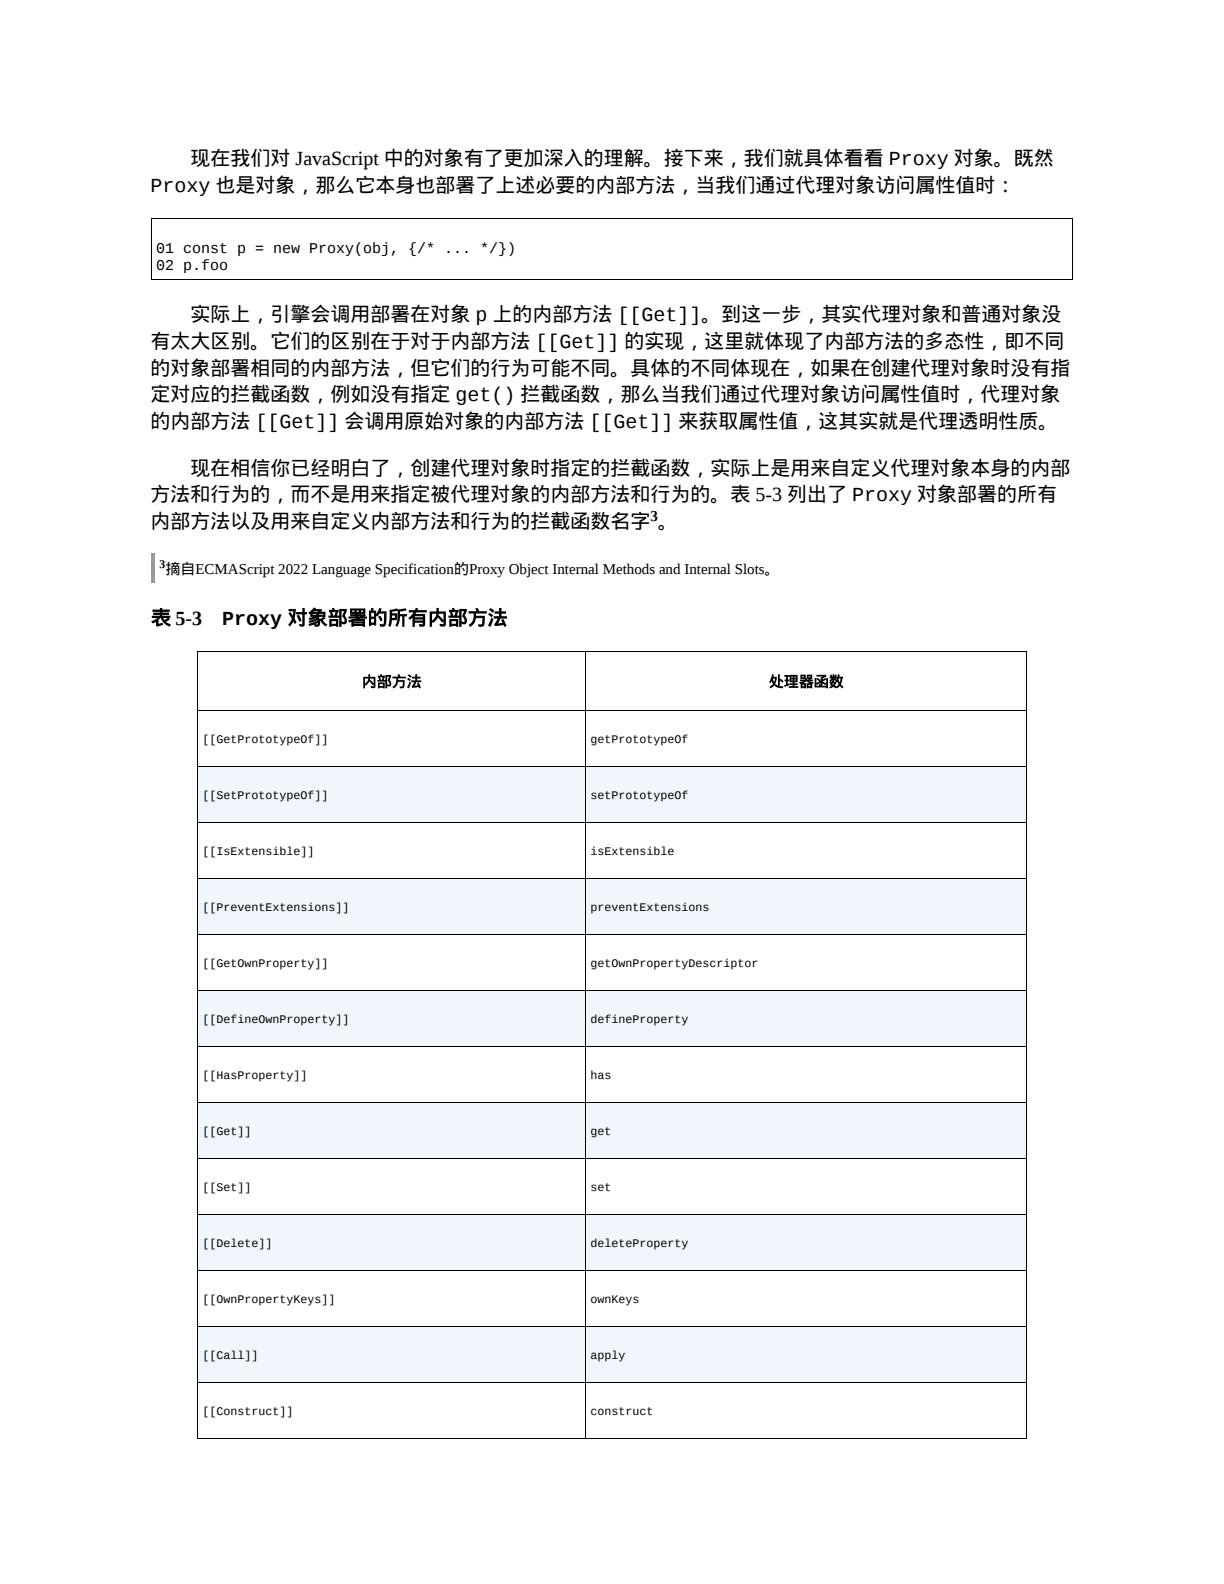 现在我们对 JavaScript 中的对象有了更加深入的理解。接下来，我们就具体看看 Proxy 对象。既然
Proxy 也是对象，那么它本身也部署了上述必要的内部方法，当我们通过代理对象访问属性值时：
01 const p = new Proxy(obj, {/* ... */})
02 p.foo
实际上，引擎会调用部署在对象 p 上的内部方法 [[Get]]。到这一步，其实代理对象和普通对象没
有太大区别。它们的区别在于对于内部方法 [[Get]] 的实现，这里就体现了内部方法的多态性，即不同
的对象部署相同的内部方法，但它们的行为可能不同。具体的不同体现在，如果在创建代理对象时没有指
定对应的拦截函数，例如没有指定 get() 拦截函数，那么当我们通过代理对象访问属性值时，代理对象
的内部方法 [[Get]] 会调用原始对象的内部方法 [[Get]] 来获取属性值，这其实就是代理透明性质。
现在相信你已经明白了，创建代理对象时指定的拦截函数，实际上是用来自定义代理对象本身的内部
方法和行为的，而不是用来指定被代理对象的内部方法和行为的。表 5-3 列出了 Proxy 对象部署的所有
内部方法以及用来自定义内部方法和行为的拦截函数名字3。
3摘自ECMAScript 2022 Language Specification的Proxy Object Internal Methods and Internal Slots。
表 5-3　Proxy 对象部署的所有内部方法
内部方法 处理器函数
[[GetPrototypeOf]] getPrototypeOf
[[SetPrototypeOf]] setPrototypeOf
[[IsExtensible]] isExtensible
[[PreventExtensions]] preventExtensions
[[GetOwnProperty]] getOwnPropertyDescriptor
[[DefineOwnProperty]] defineProperty
[[HasProperty]] has
[[Get]] get
[[Set]] set
[[Delete]] deleteProperty
[[OwnPropertyKeys]] ownKeys
[[Call]] apply
[[Construct]] construct